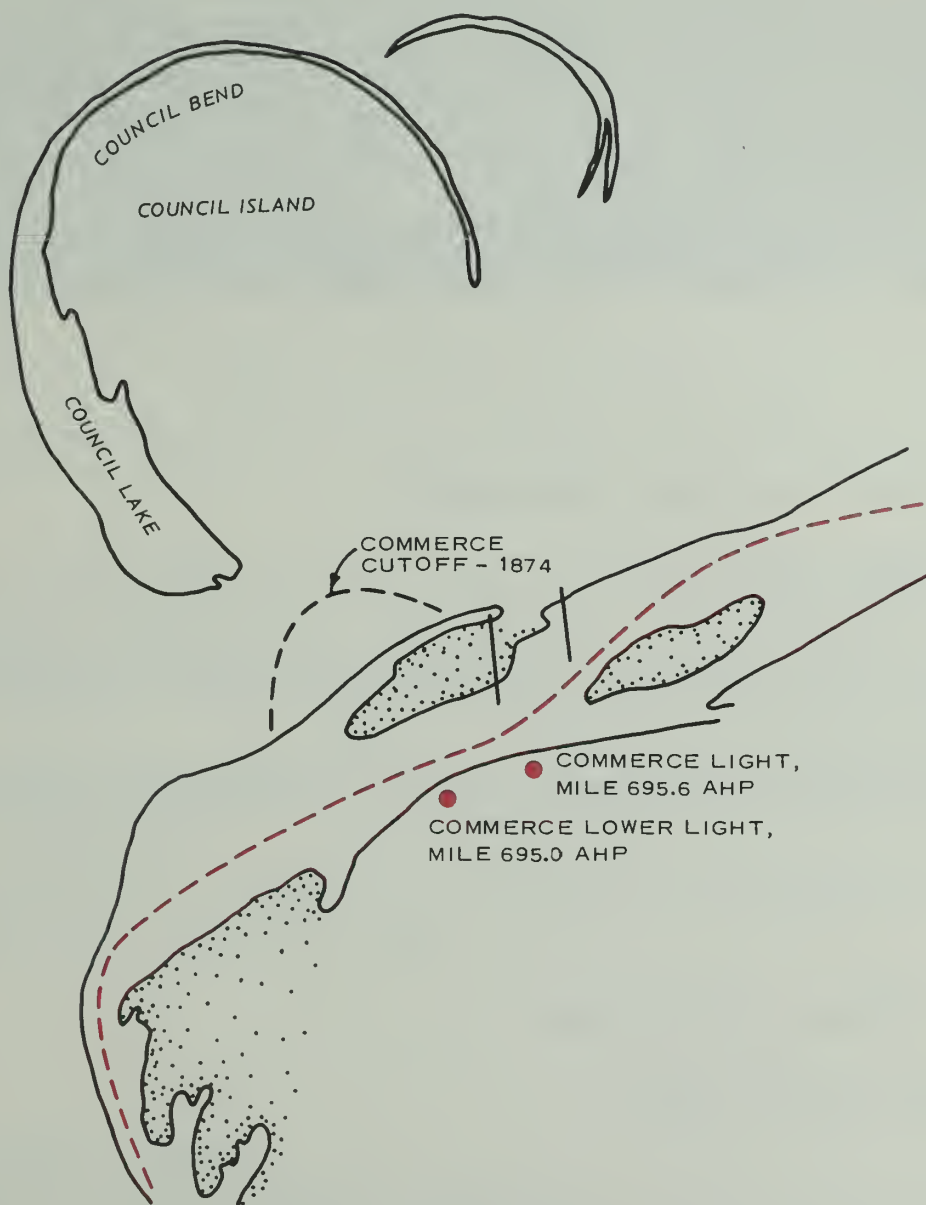 COUNCIL BEND
COUNCIL ISLAND
COUNCIL LAKE
COMMERCE
CUTOFF - 1874
COMMERCE LIGHT,
MILE 695.6 AHP
COMMERCE LOWER LIGHT,
MILE 695.0 AHP